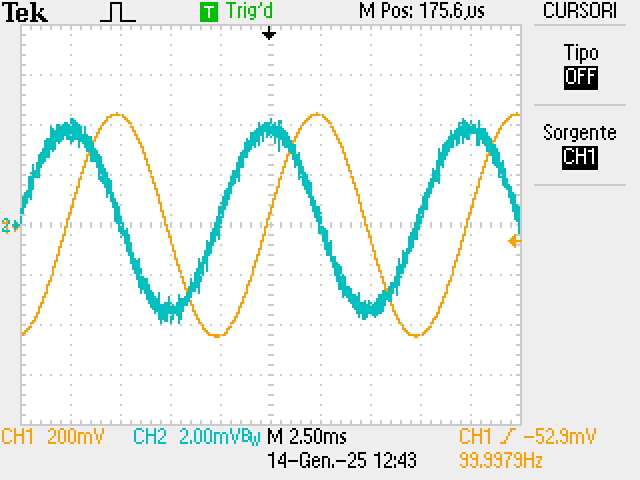 Tek T Trig'd M Pos: 175.6µs CURSORI
Tipo
OFF
Sorgente
CH1
2
CH1 200mV CH2 2.00mVBw M 2.50ms CH1 -52.9mV
14-Gen.-25 12:43 99.9979Hz